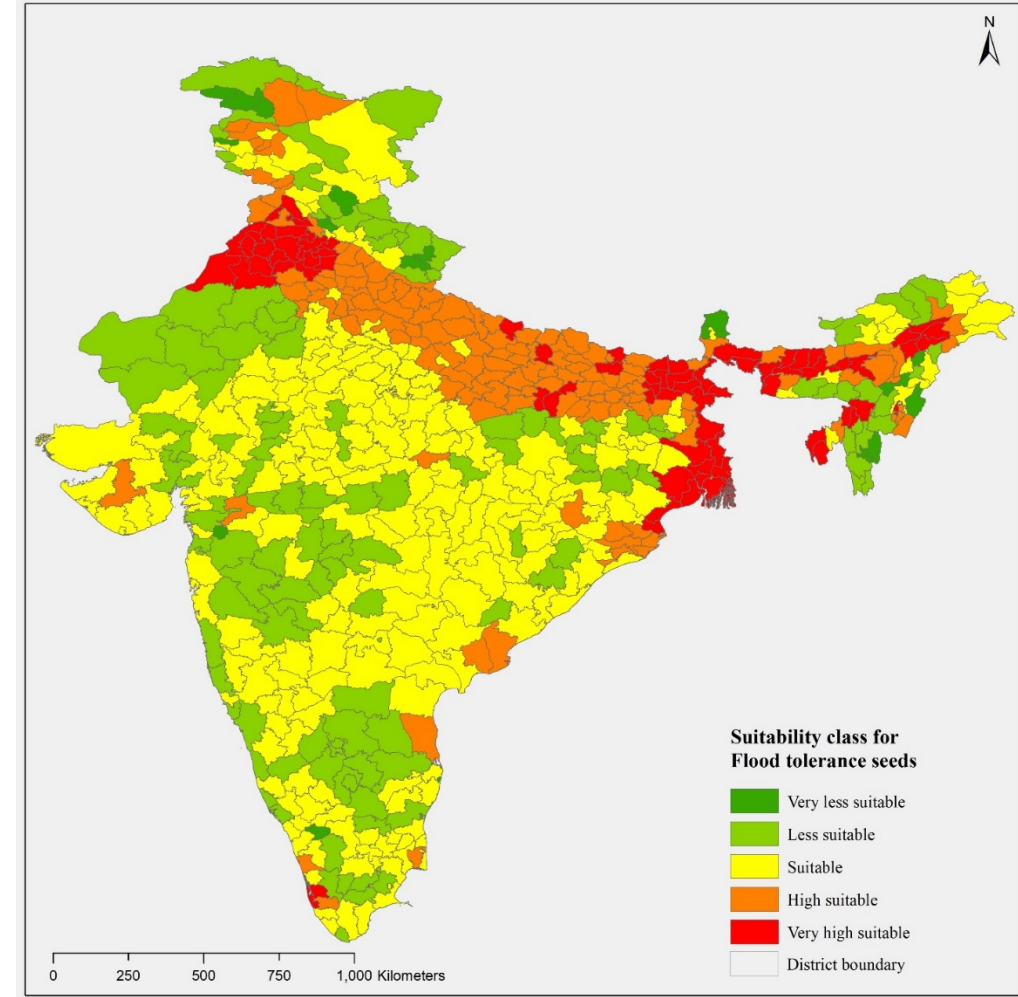 N
Suitability class for
Flood tolerance seeds
Very less suitable
Less suitable
Suitable
High suitable
Very high suitable
District boundary
0 250 500 750 1,000 Kilometers